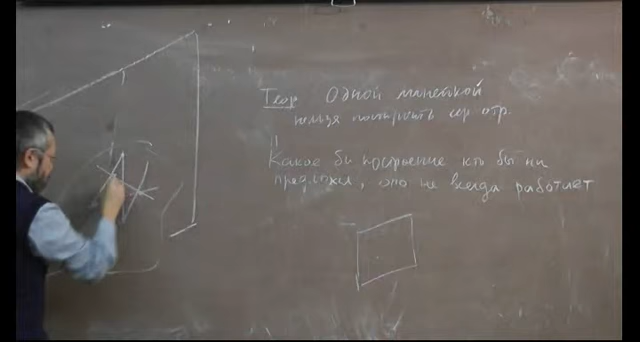 Теор Одной линейкой
нельзя построить сер отр.
Какое бы построение кто бы ни
предложил, оно не всегда работает